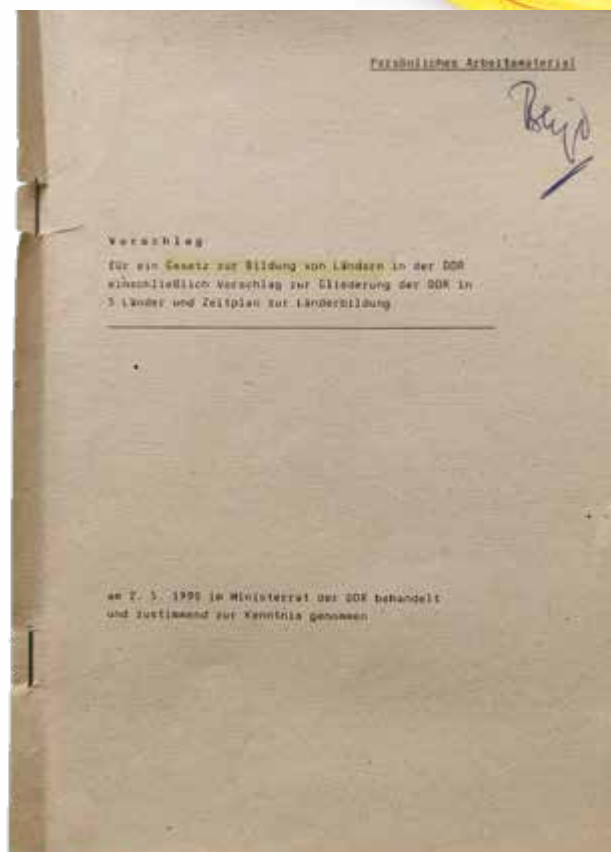 Persönliches Arbeitsmaterial
Vorschlag
für ein Gesetz zur Bildung von Ländern in der DDR
einschließlich Vorschlag zur Gliederung der DDR in
5 Länder und Zeitplan zur Länderbildung
am 2. 5. 1990 im Ministerrat der DDR behandelt
und zustimmend zur Kenntnis genommen